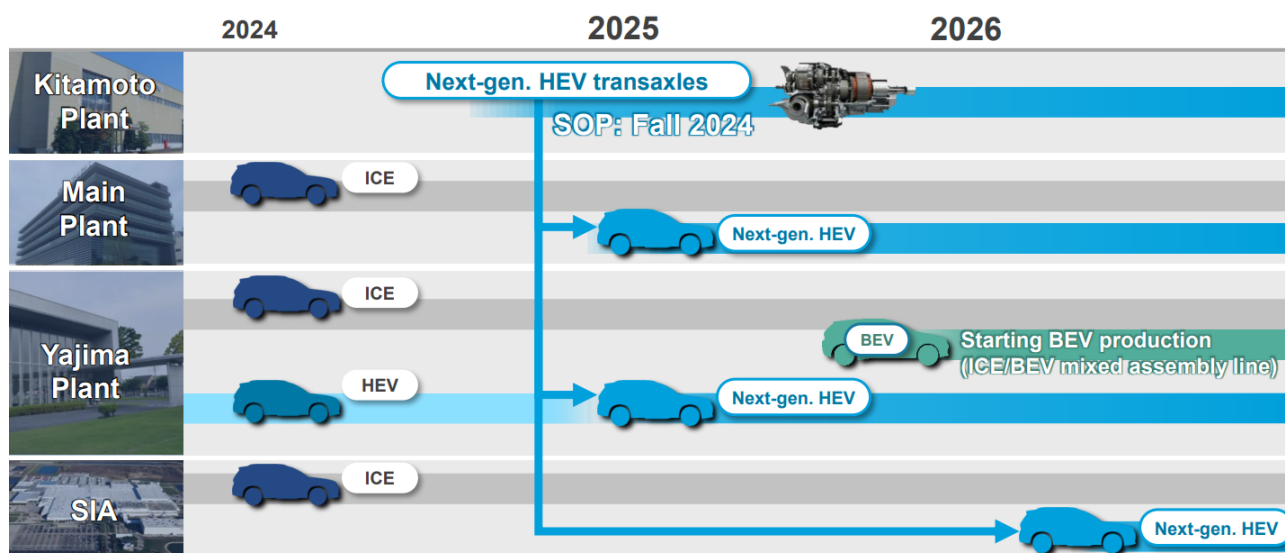 2024
2025
2026
Kitamoto
Plant
Next-gen. HEV transaxles
SOP: Fall 2024
Main
Plant
ICE
Next-gen. HEV
Yajima
Plant
ICE
BEV
Starting BEV production
(ICE/BEV mixed assembly line)
HEV
Next-gen. HEV
SIA
ICE
Next-gen. HEV